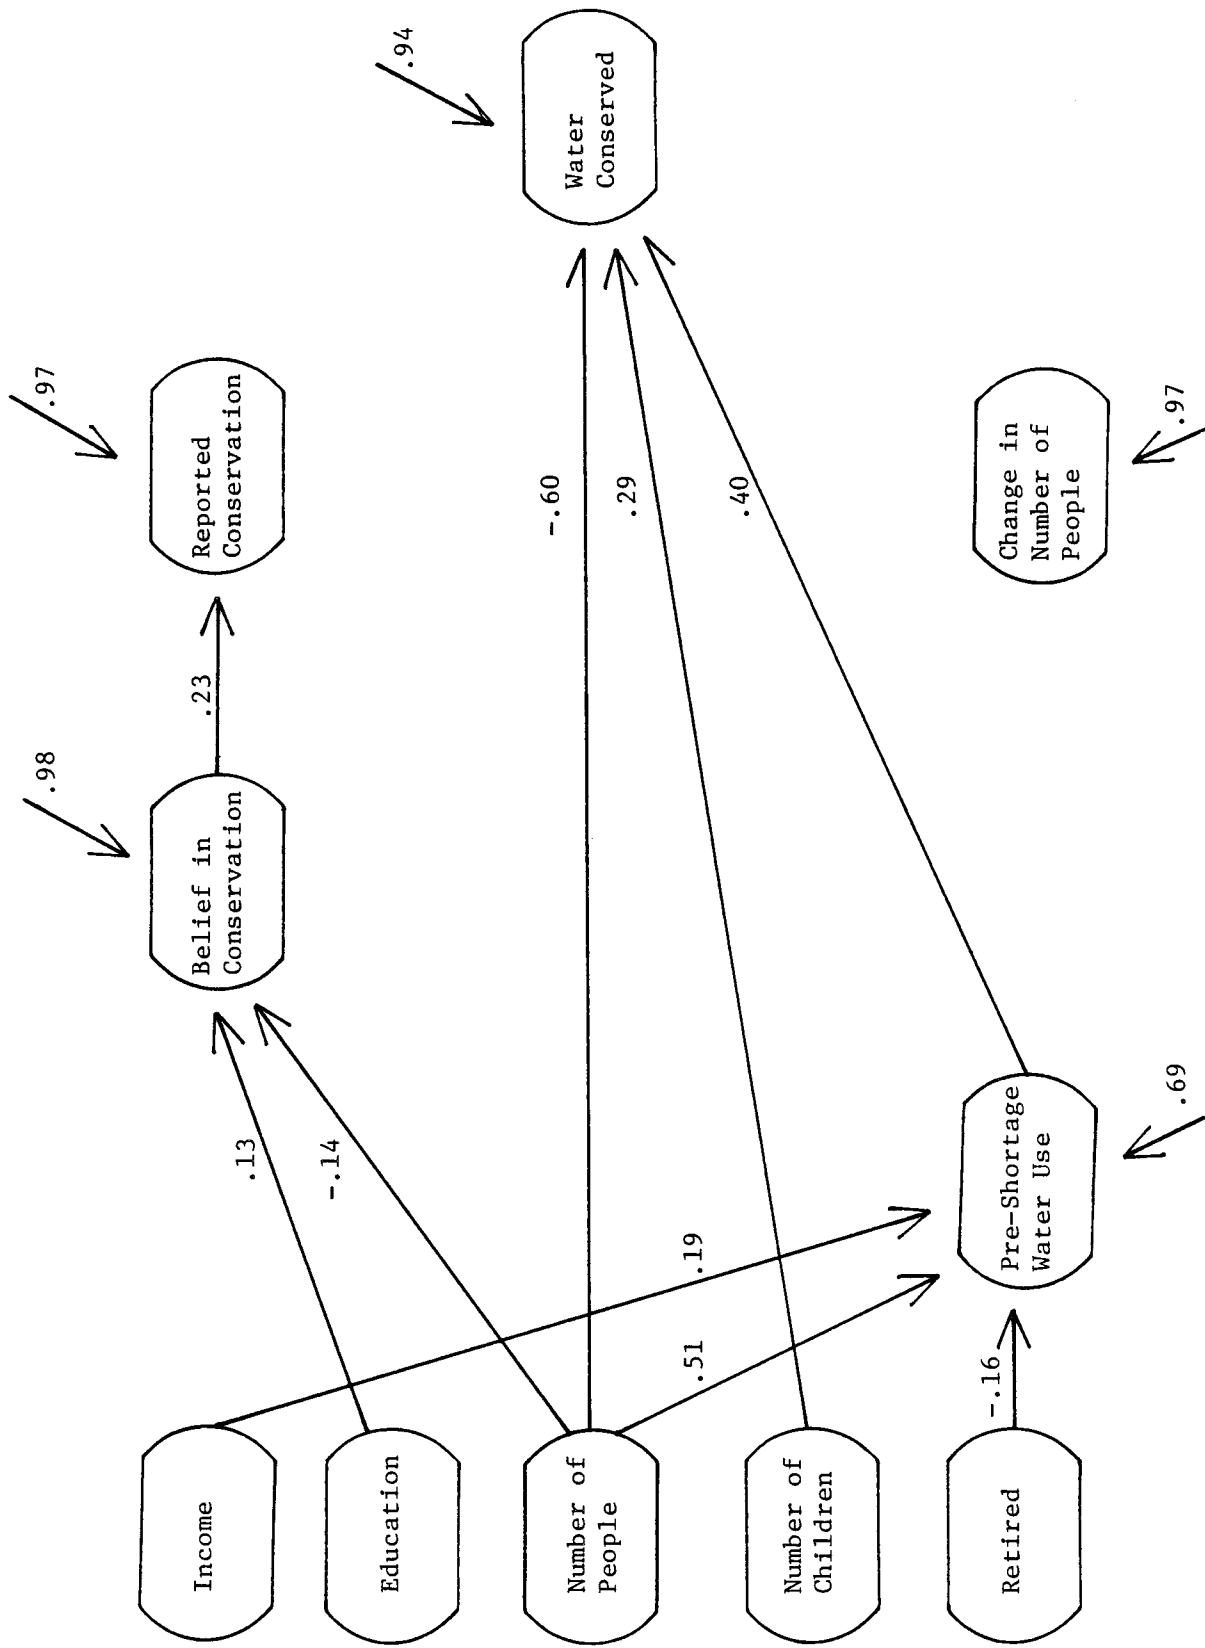 Income
Education
Number of
People
Number of
Children
Retired
.13
-.14
.19
.51
-.16
.98
Belief in
Conservation
Pre-Shortage
Water Use
.69
.23
.97
Reported
Conservation
-.60
.29
.40
Change in
Number of
People
.97
.94
Water
Conserved